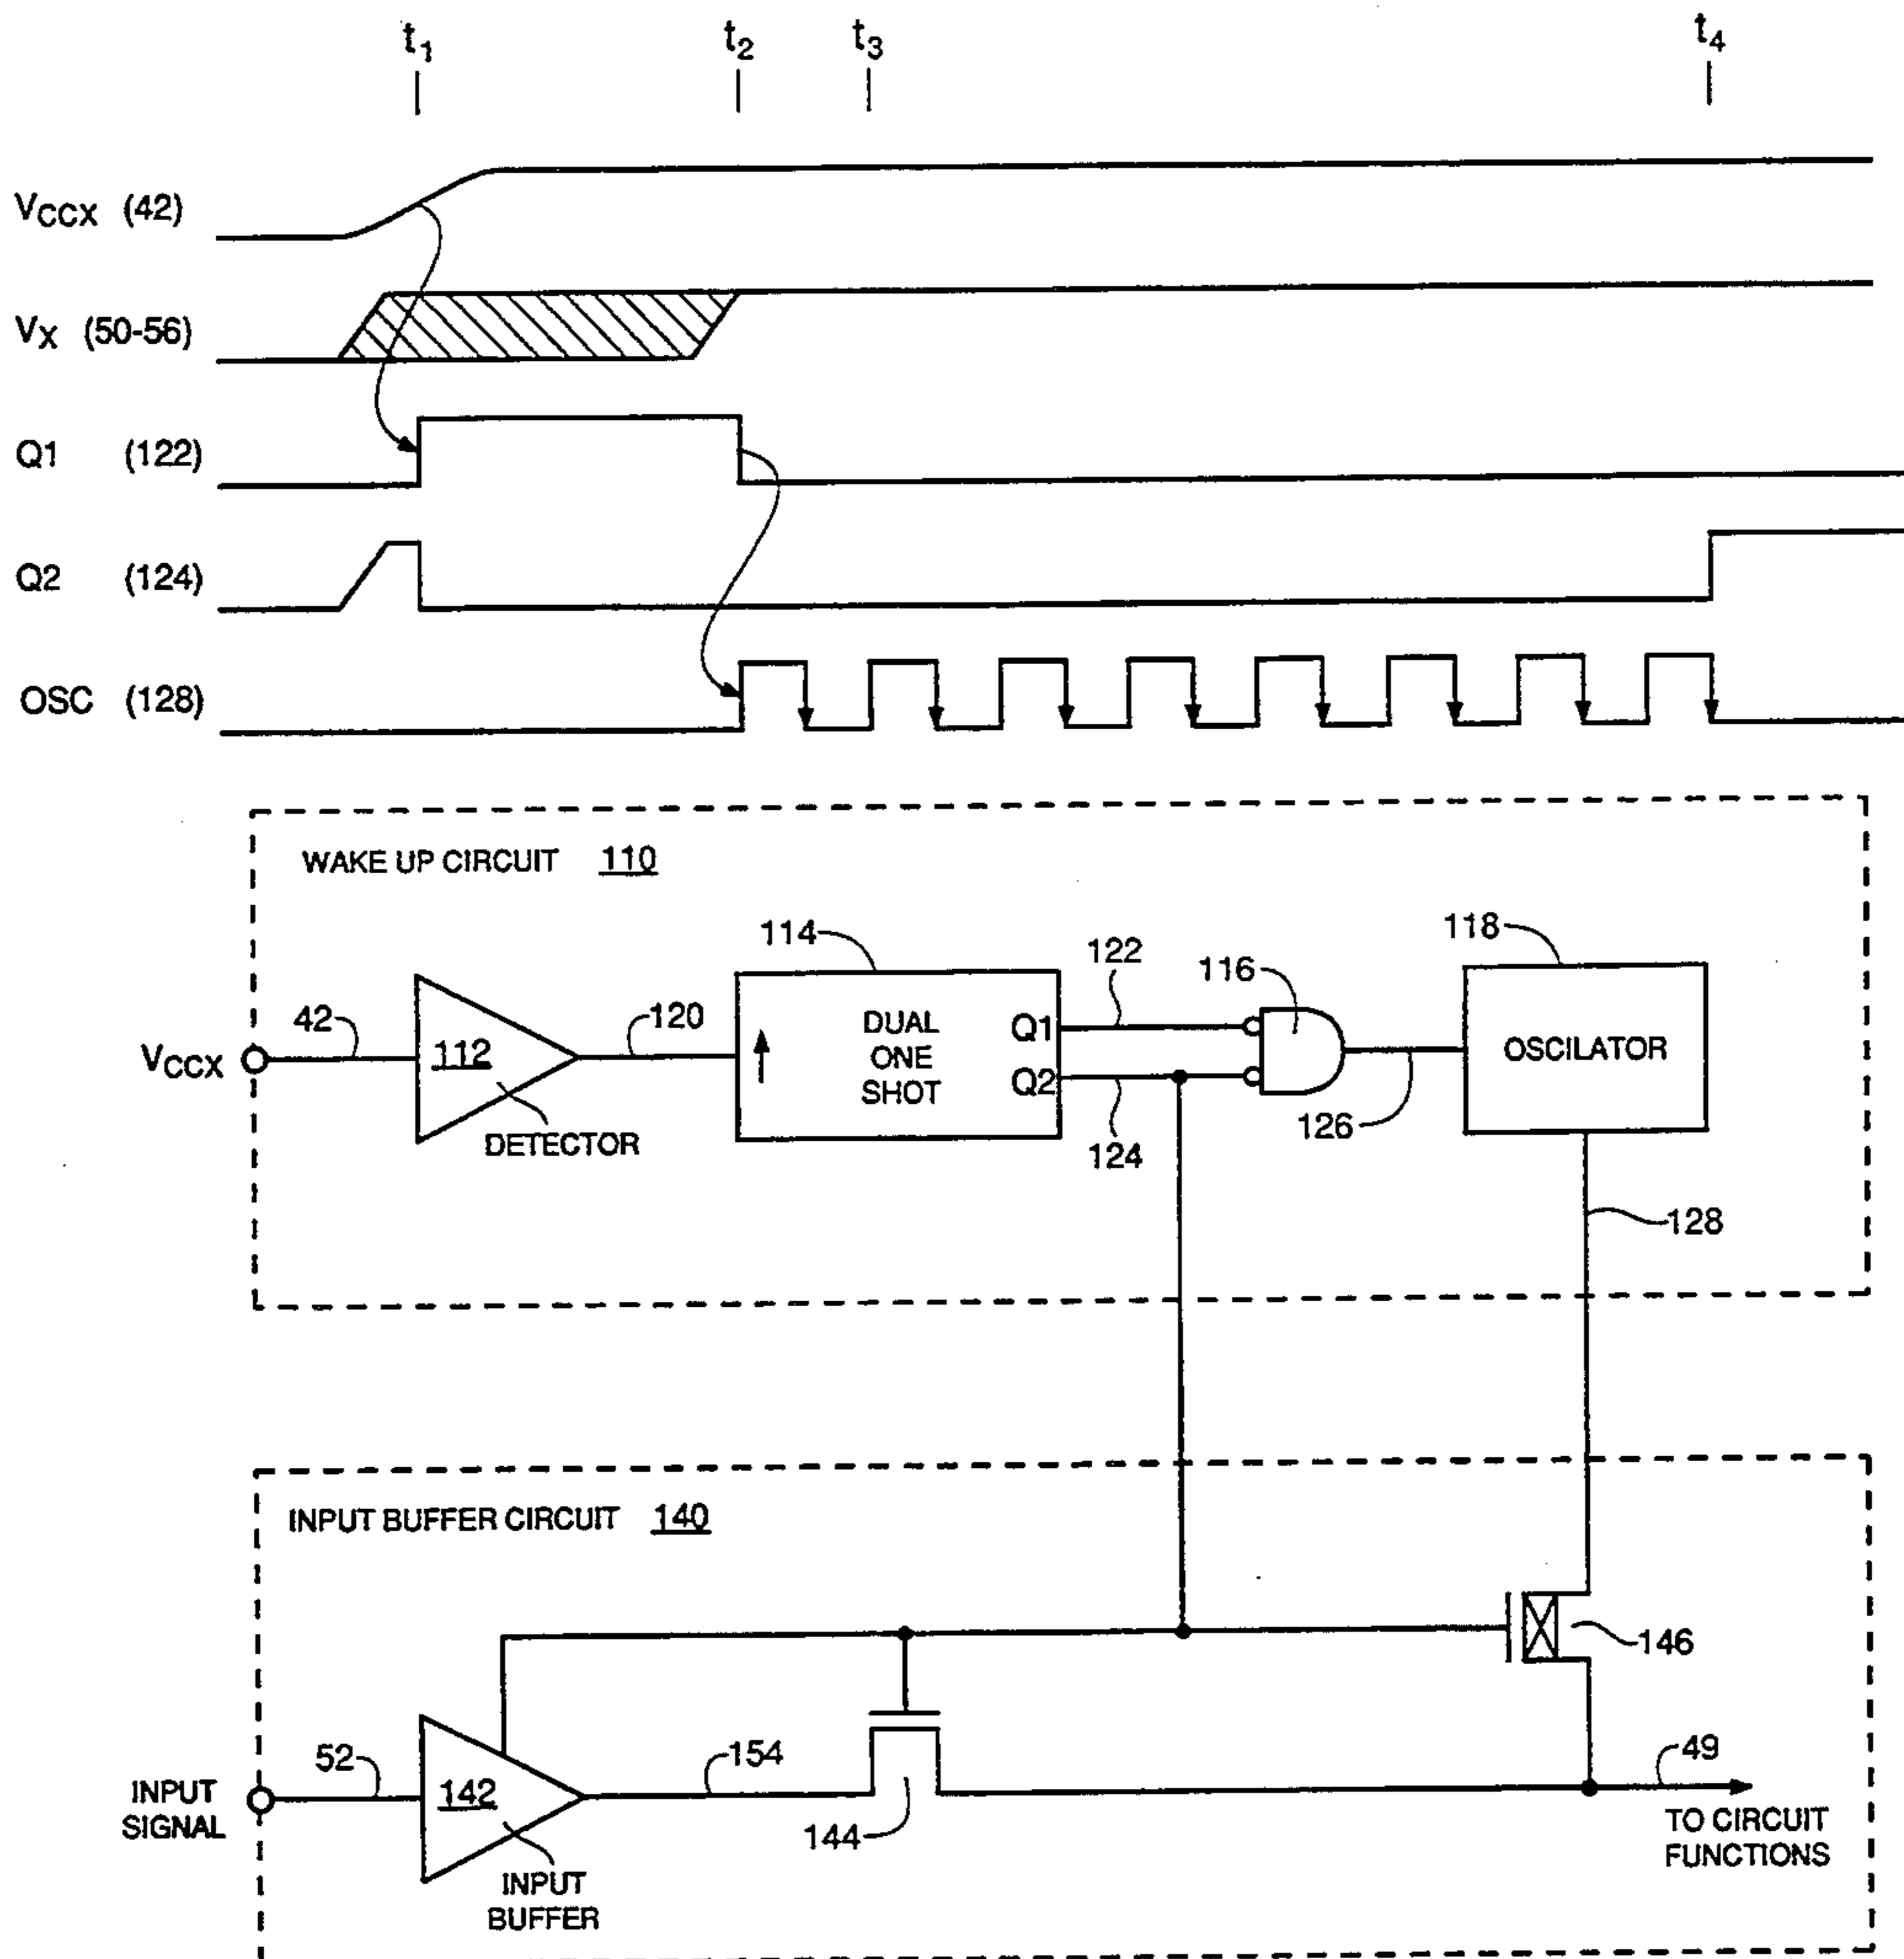 t1 t2 t3 t4
VCCX (42)
VX (50-56)
Q1 (122)
Q2 (124)
OSC (128)
WAKE UP CIRCUIT 110
114
118
122
116
42
120
Q1
DUAL
ONE
SHOT
OSCILATOR
VCCX
112
Q2
126
DETECTOR
124
128
INPUT BUFFER CIRCUIT 140
146
52
154
49
INPUT
SIGNAL
142
144
TO CIRCUIT
FUNCTIONS
INPUT
BUFFER